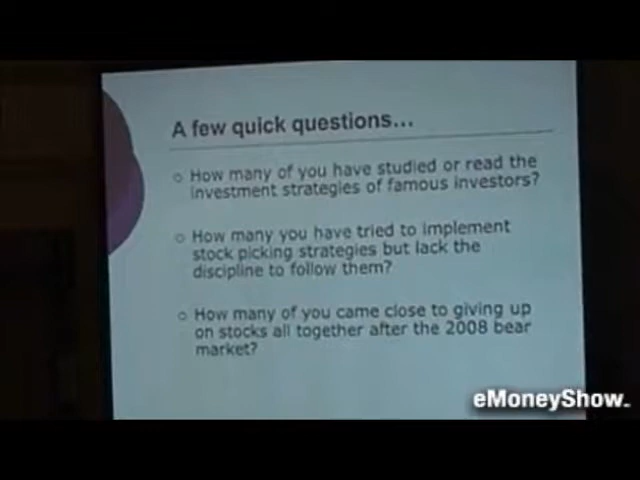 A few quick questions...
How many of you have studied or read the
investment strategies of famous investors?
How many you have tried to implement
stock picking strategies but lack the
discipline to follow them?
How many of you came close to giving up
on stocks all together after the 2008 bear
market?
eMoneyShow